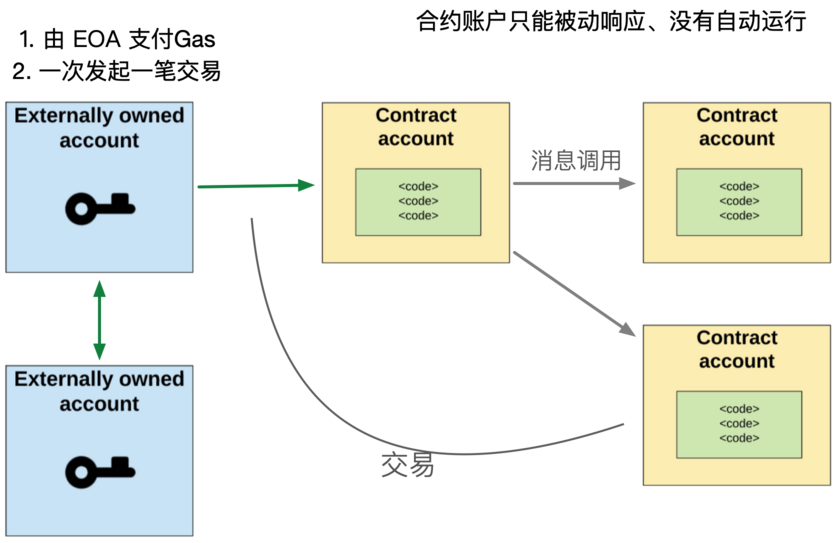 合约账户只能被动响应、没有自动运行
1. 由 EOA 支付Gas
2. 一次发起一笔交易
Externally owned
account
Contract
account
<code>
<code>
<code>
消息调用
Contract
account
<code>
<code>
<code>
Externally owned
account
Contract
account
<code>
<code>
<code>
交易